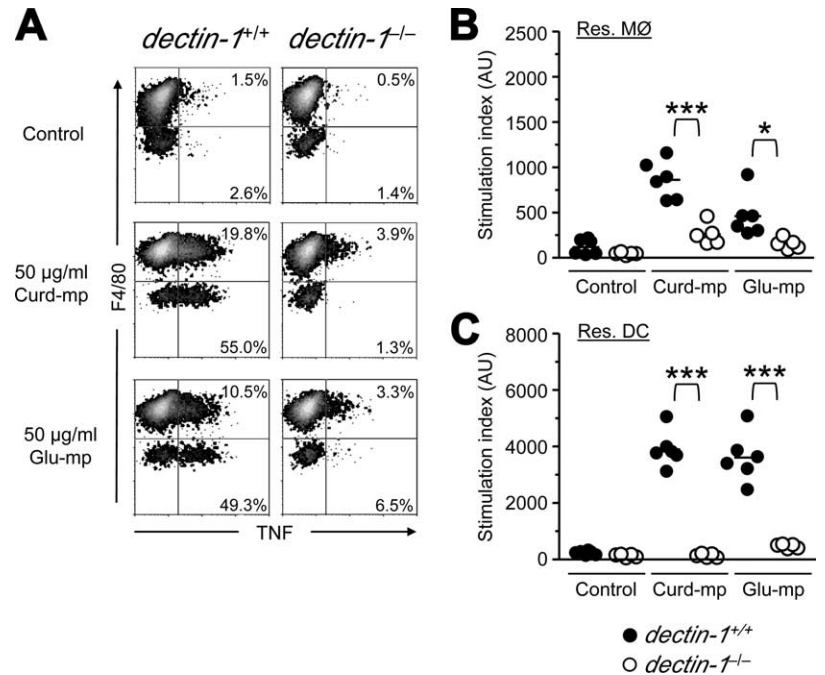 A
dectin-1+/+ dectin-1–/–
Control
1.5%
2.6%
0.5%
1.4%
50 µg/ml
Curd-mp
19.8%
55.0%
3.9%
1.3%
50 µg/ml
Glu-mp
10.5%
49.3%
3.3%
6.5%
F4/80
TNF
B
Res. MØ
Stimulation index (AU)
2500
2000
1500
1000
500
0
***
*
Control Curd-mp Glu-mp
C
Res. DC
Stimulation index (AU)
8000
6000
4000
2000
0
***
***
Control Curd-mp Glu-mp
dectin-1+/+
dectin-1–/–